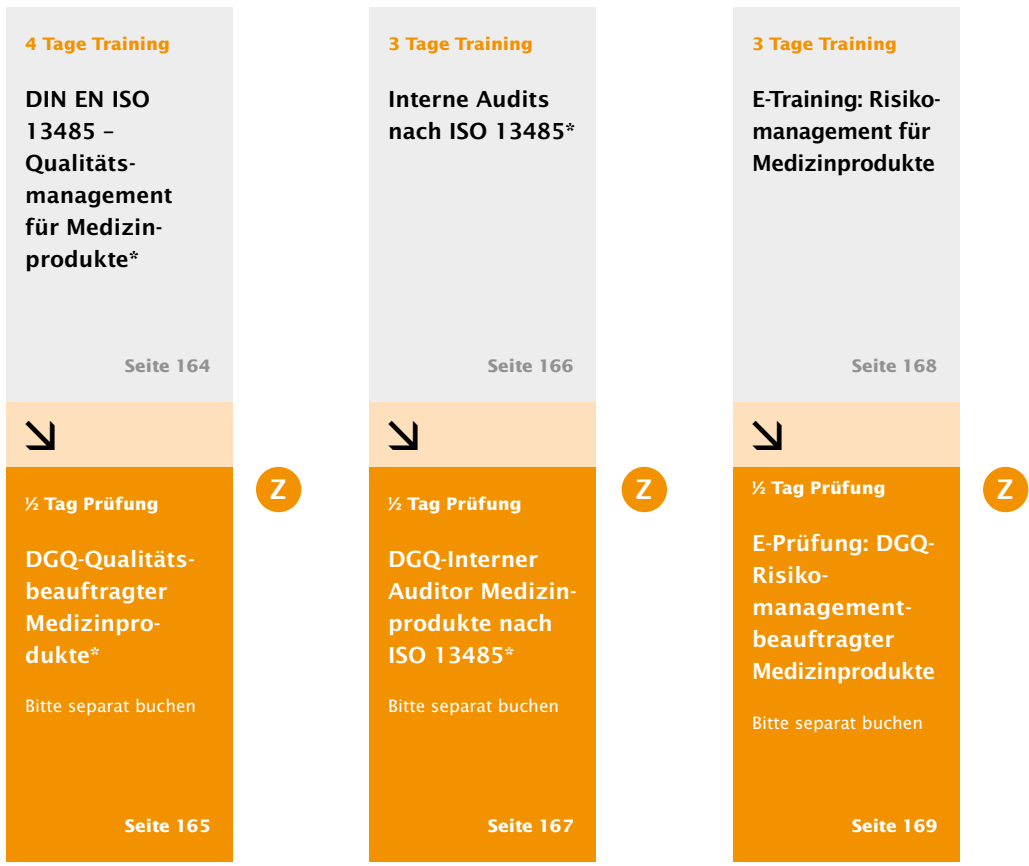 4 Tage Training
DIN EN ISO
13485 –
Qualitäts-
management
für Medizin-
produkte*
Seite 164
½ Tag Prüfung
DGQ-Qualitäts-
beauftragter
Medizinpro-
dukte*
Bitte separat buchen
Seite 165
Z
3 Tage Training
Interne Audits
nach ISO 13485*
Seite 166
½ Tag Prüfung
DGQ-Interner
Auditor Medizin-
produkte nach
ISO 13485*
Bitte separat buchen
Seite 167
Z
3 Tage Training
E-Training: Risiko-
management für
Medizinprodukte
Seite 168
½ Tag Prüfung
E-Prüfung: DGQ-
Risiko-
management-
beauftragter
Medizinprodukte
Bitte separat buchen
Seite 169
Z